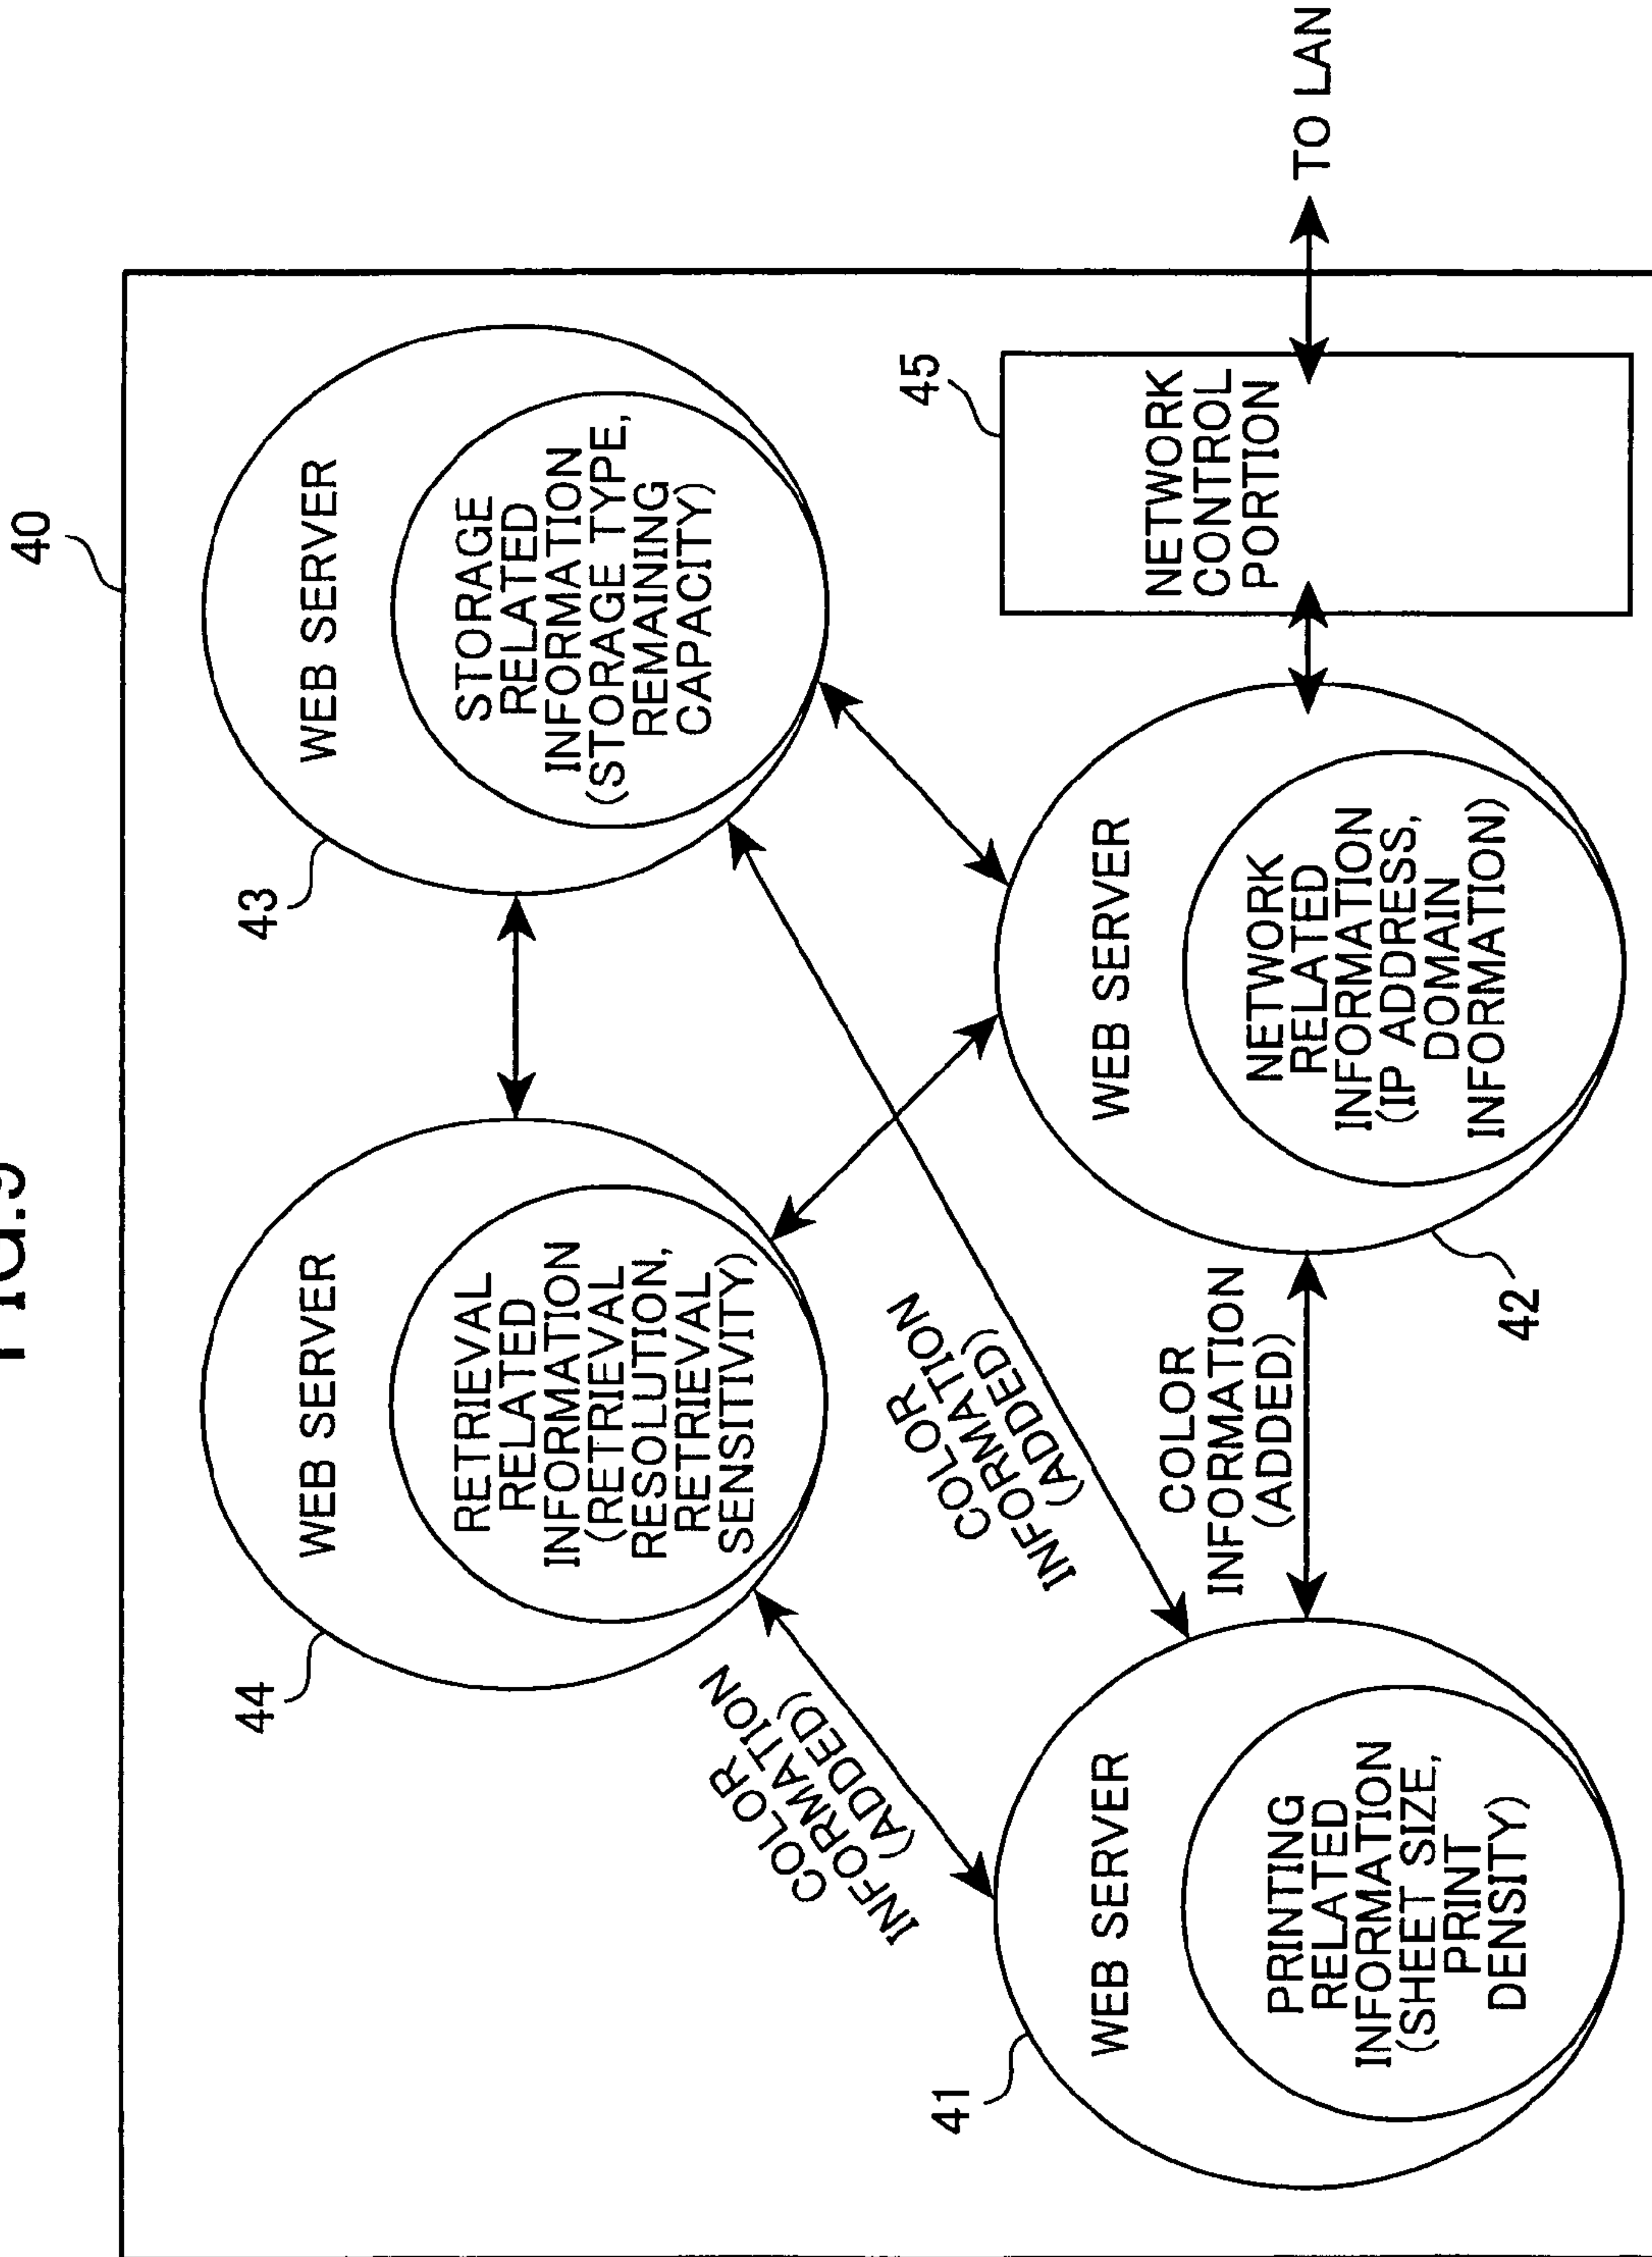 40
44
WEB SERVER
RETRIEVAL
RELATED
INFORMATION
(RETRIEVAL
RESOLUTION,
RETRIEVAL
SENSITIVITY)
43
WEB SERVER
STORAGE
RELATED
INFORMATION
(STORAGE TYPE,
REMAINING
CAPACITY)
COLOR
INFORMATION
(ADDED)
COLOR
INFORMATION
(ADDED)
41
WEB SERVER
PRINTING
RELATED
INFORMATION
(SHEET SIZE,
PRINT
DENSITY)
COLOR
INFORMATION
(ADDED)
42
WEB SERVER
NETWORK
RELATED
INFORMATION
(IP ADDRESS,
DOMAIN
INFORMATION)
45
NETWORK
CONTROL
PORTION
TO LAN